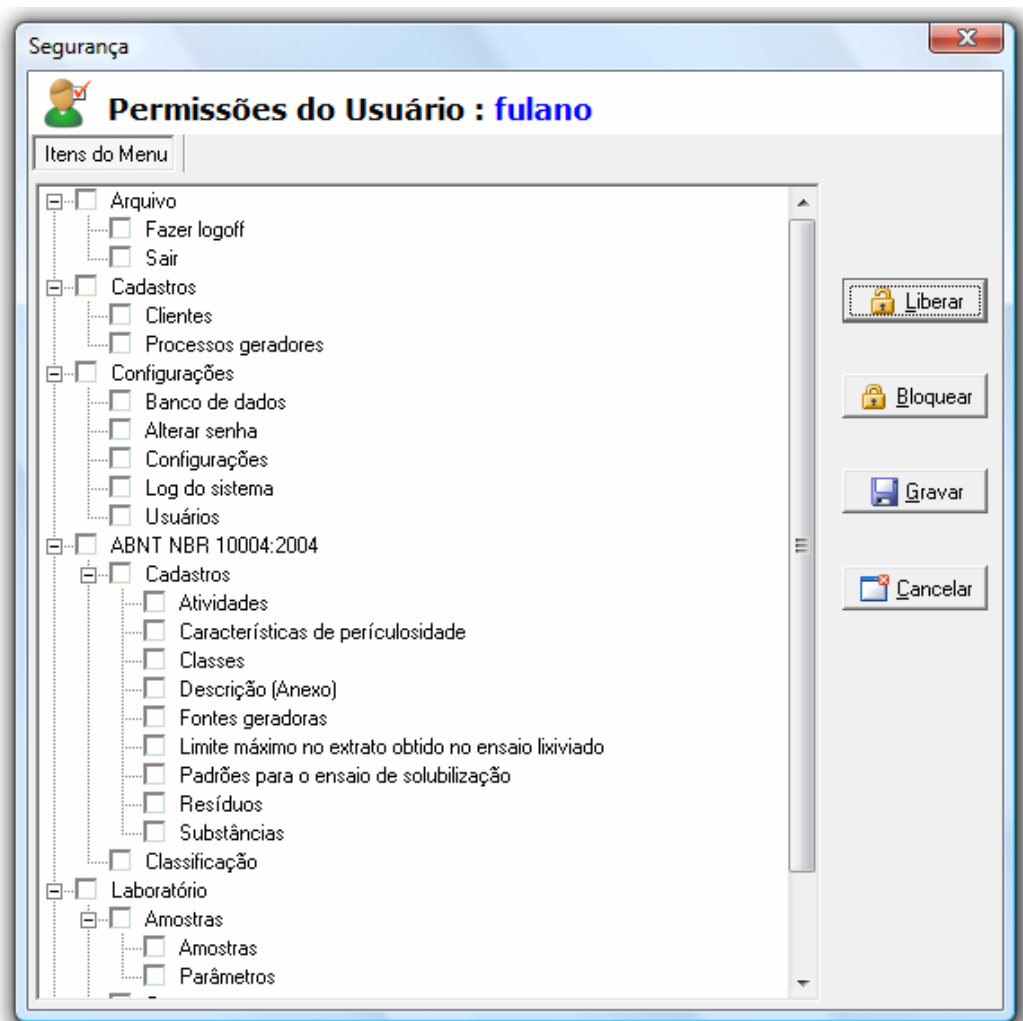 Segurança
Permissões do Usuário : fulano
Itens do Menu
Arquivo
Fazer logoff
Sair
Cadastros
Clientes
Processos geradores
Configurações
Banco de dados
Alterar senha
Configurações
Log do sistema
Usuários
ABNT NBR 10004:2004
Cadastros
Atividades
Características de perículosidade
Classes
Descrição (Anexo)
Fontes geradoras
Limite máximo no extrato obtido no ensaio lixiviado
Padrões para o ensaio de solubilização
Resíduos
Substâncias
Classificação
Laboratório
Amostras
Amostras
Parâmetros
Liberar
Bloquear
Gravar
Cancelar